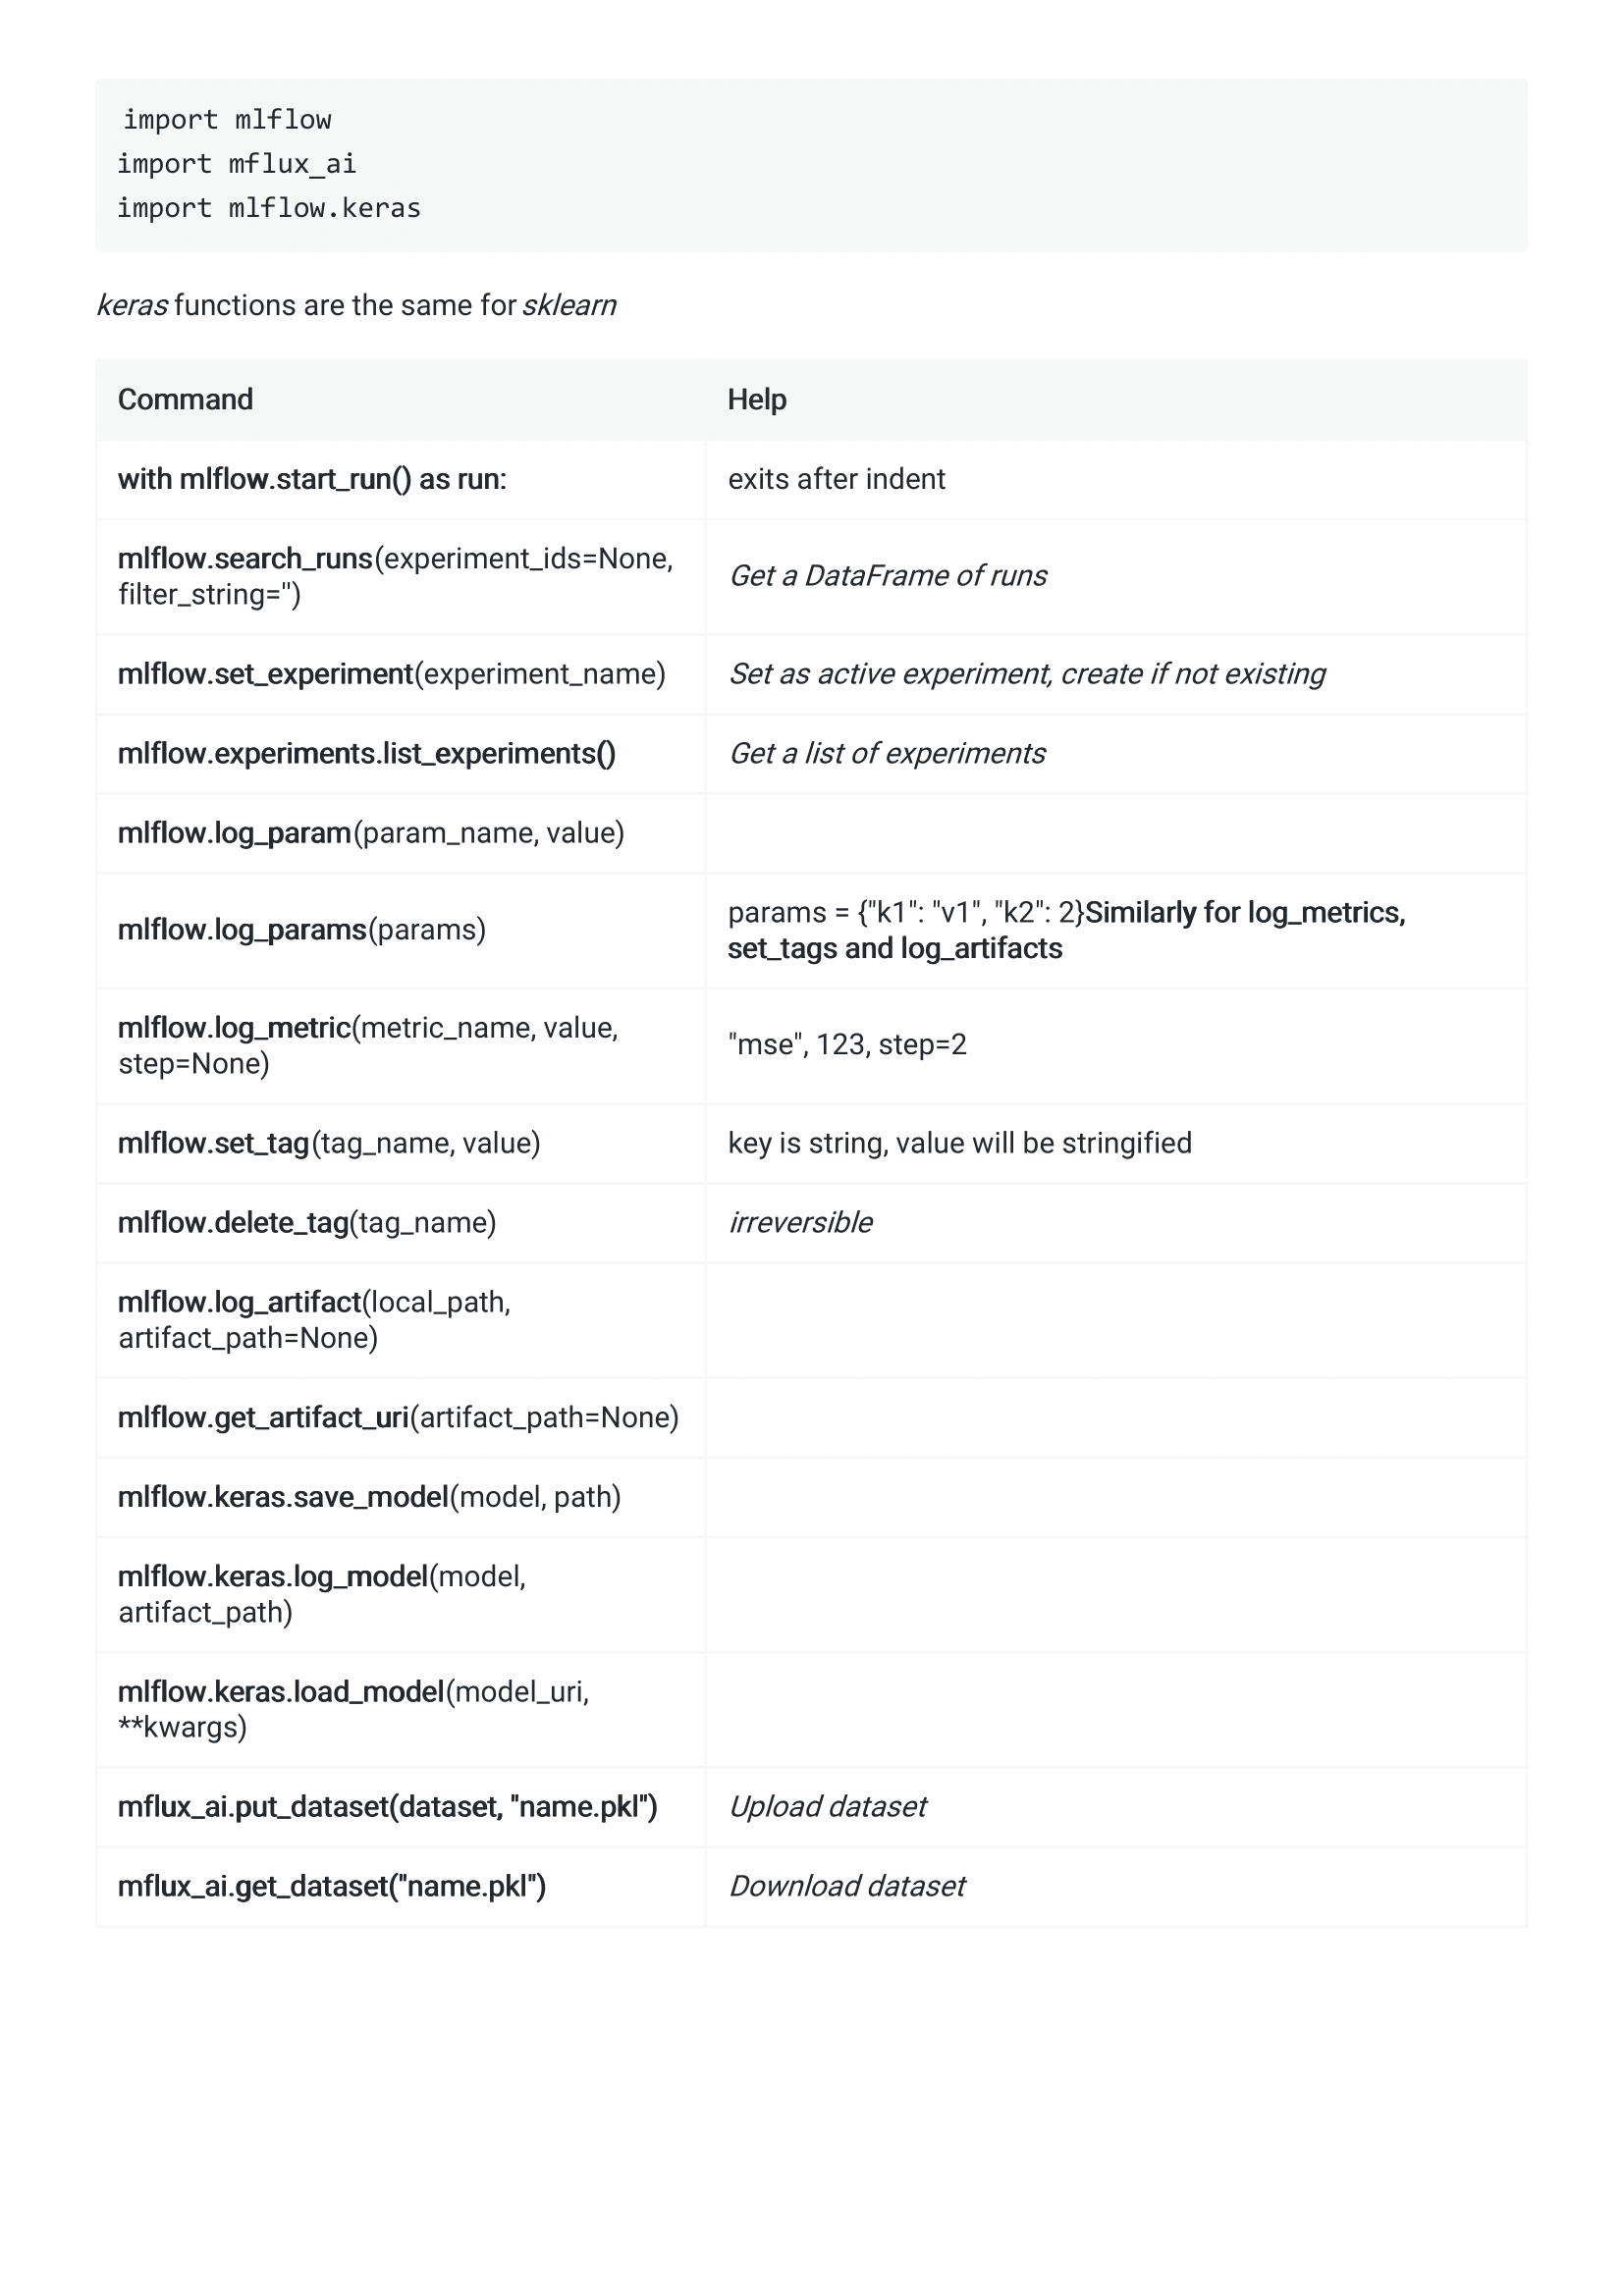 import mlflow
import mflux_ai
import mlflow.keras
keras functions are the same for sklearn
Command
Help
with mlflow.start_run() as run:
exits after indent
mlflow.search_runs(experiment_ids=None,
filter_string='')
Get a DataFrame of runs
mlflow.set_experiment(experiment_name)
Set as active experiment, create if not existing
mlflow.experiments.list_experiments()
Get a list of experiments
mlflow.log_param(param_name, value)
mlflow.log_params(params)
params = {"k1": "v1", "k2": 2}Similarly for log_metrics,
set_tags and log_artifacts
mlflow.log_metric(metric_name, value,
step=None)
"mse", 123, step=2
mlflow.set_tag(tag_name, value)
key is string, value will be stringified
mlflow.delete_tag(tag_name)
irreversible
mlflow.log_artifact(local_path,
artifact_path=None)
mlflow.get_artifact_uri(artifact_path=None)
mlflow.keras.save_model(model, path)
mlflow.keras.log_model(model,
artifact_path)
mlflow.keras.load_model(model_uri,
**kwargs)
mflux_ai.put_dataset(dataset, "name.pkl")
Upload dataset
mflux_ai.get_dataset("name.pkl")
Download dataset